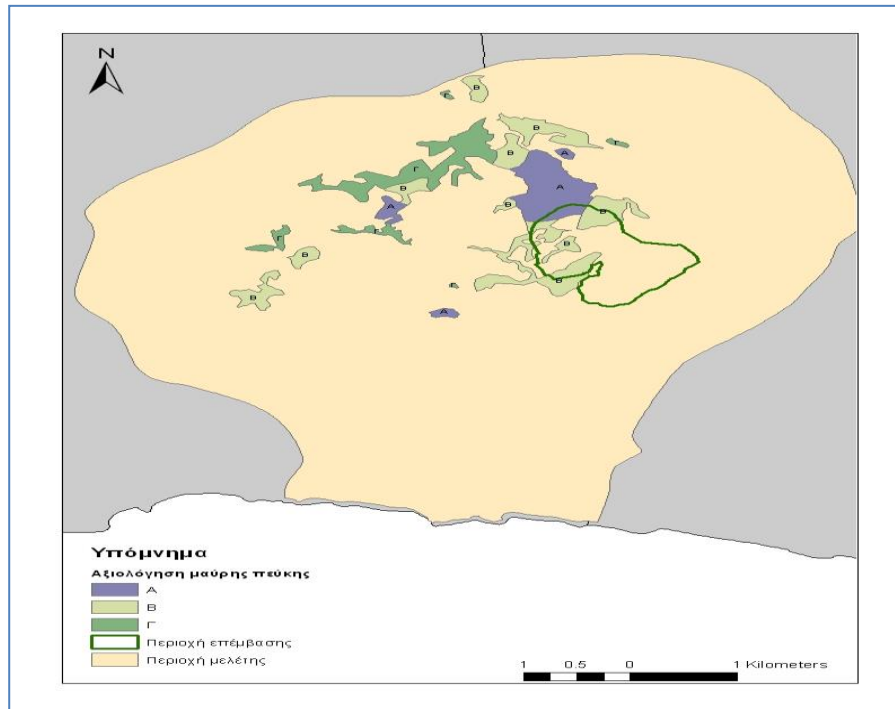 N
Β
Γ
Β
Γ
Β
Α
Γ
Β
Α
Α
Β
Β
Γ
Γ
Β
Β
Γ
Β
Β
Α
Υπόμνημα
Αξιολόγηση μαύρης πεύκης
Α
Β
Γ
Περιοχή επέμβασης
Περιοχή μελέτης
1 0.5 0 1 Kilometers